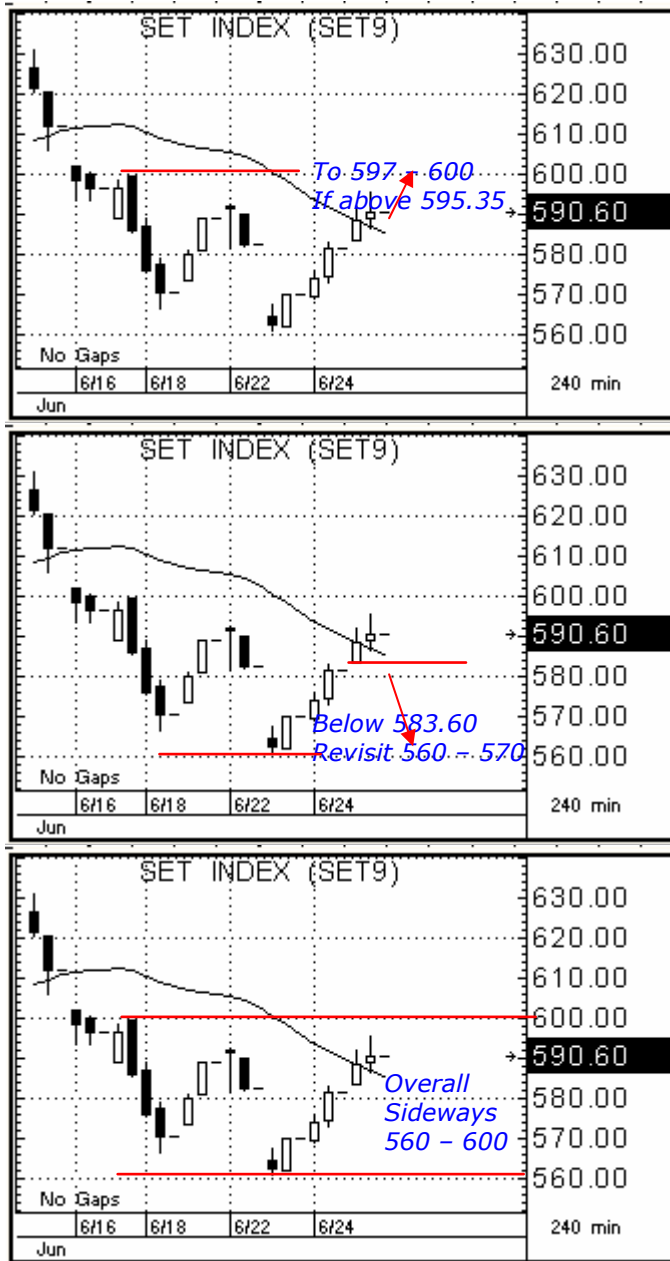 SET INDEX (SET9)
630.00
620.00
610.00
To 597 – 600
600.00
If above 595.35
590.60
580.00
570.00
560.00
No Gaps
6/16 6/18 6/22 6/24 240 min
Jun
SET INDEX (SET9)
630.00
620.00
610.00
600.00
590.60
580.00
Below 583.60
570.00
Revisit 560 – 570
560.00
No Gaps
6/16 6/18 6/22 6/24 240 min
Jun
SET INDEX (SET9)
630.00
620.00
610.00
600.00
590.60
Overall
580.00
Sideways
570.00
560 – 600
560.00
No Gaps
6/16 6/18 6/22 6/24 240 min
Jun